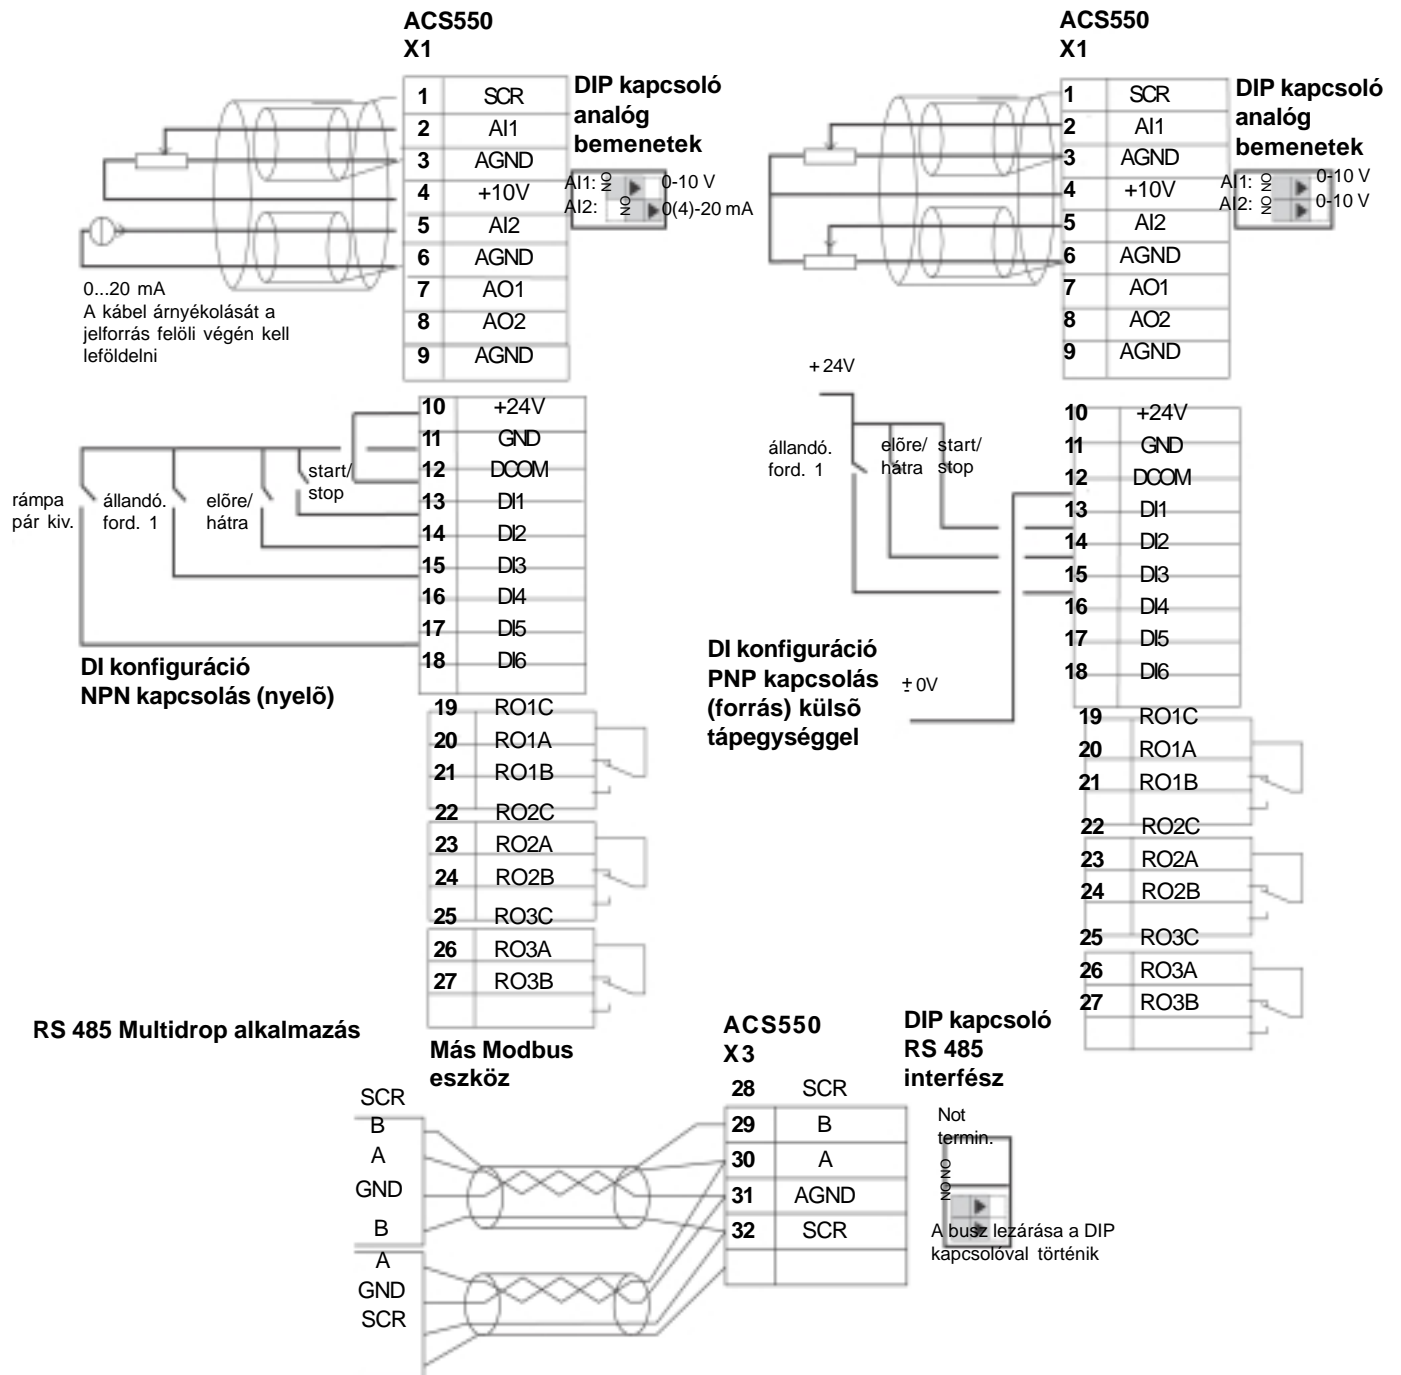 ACS550
X1
1 SCR
2 AI1
3 AGND
4 +10V
5 AI2
6 AGND
7 AO1
8 AO2
9 AGND
DIP kapcsoló
analóg
bemenetek
AI1: ON 0-10 V
AI2: ON 0(4)-20 mA
0...20 mA
A kábel árnyékolását a
jelforrás felöli végén kell
leföldelni
10 +24V
11 GND
12 DCOM
13 DI1
14 DI2
15 DI3
16 DI4
17 DI5
18 DI6
rámpa
pár kiv.
állandó.
ford. 1
elõre/
hátra
start/
stop
DI konfiguráció
NPN kapcsolás (nyelõ)
19 RO1C
20 RO1A
21 RO1B
22 RO2C
23 RO2A
24 RO2B
25 RO3C
26 RO3A
27 RO3B
ACS550
X1
1 SCR
2 AI1
3 AGND
4 +10V
5 AI2
6 AGND
7 AO1
8 AO2
9 AGND
DIP kapcsoló
analóg
bemenetek
AI1: ON 0-10 V
AI2: ON 0-10 V
+24V
állandó.
ford. 1
elõre/
hátra
start/
stop
10 +24V
11 GND
12 DCOM
13 DI1
14 DI2
15 DI3
16 DI4
17 DI5
18 DI6
DI konfiguráció
PNP kapcsolás
(forrás) külsõ
tápegységgel
± 0V
19 RO1C
20 RO1A
21 RO1B
22 RO2C
23 RO2A
24 RO2B
25 RO3C
26 RO3A
27 RO3B
RS 485 Multidrop alkalmazás
Más Modbus
eszköz
SCR
B
A
GND
B
A
GND
SCR
ACS550
X3
28 SCR
29 B
30 A
31 AGND
32 SCR
DIP kapcsoló
RS 485
interfész
Not
termin.
ON ON
A busz lezárása a DIP
kapcsolóval történik